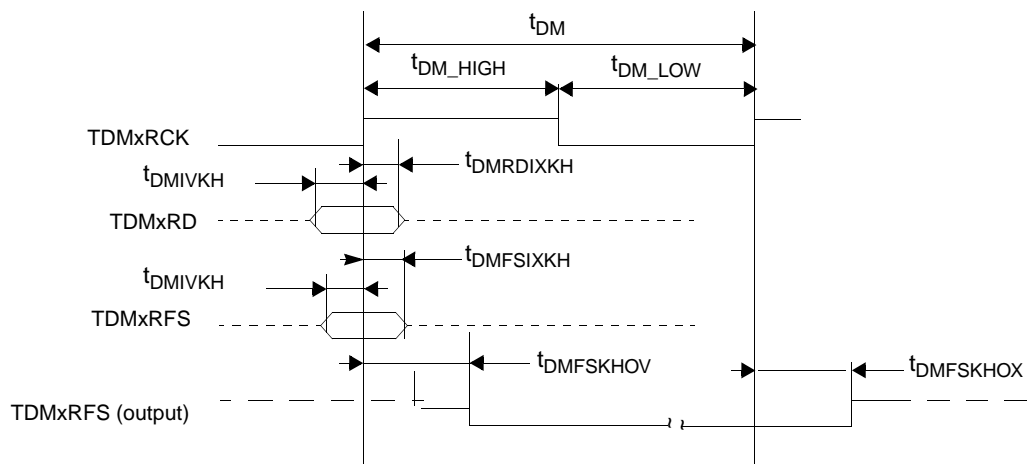 tDM
tDM_HIGH
tDM_LOW
TDMxRCK
tDMRDIXKH
tDMIVKH
TDMxRD
tDMFSIXKH
tDMIVKH
TDMxRFS
tDMFSKHOV
tDMFSKHOX
TDMxRFS (output)